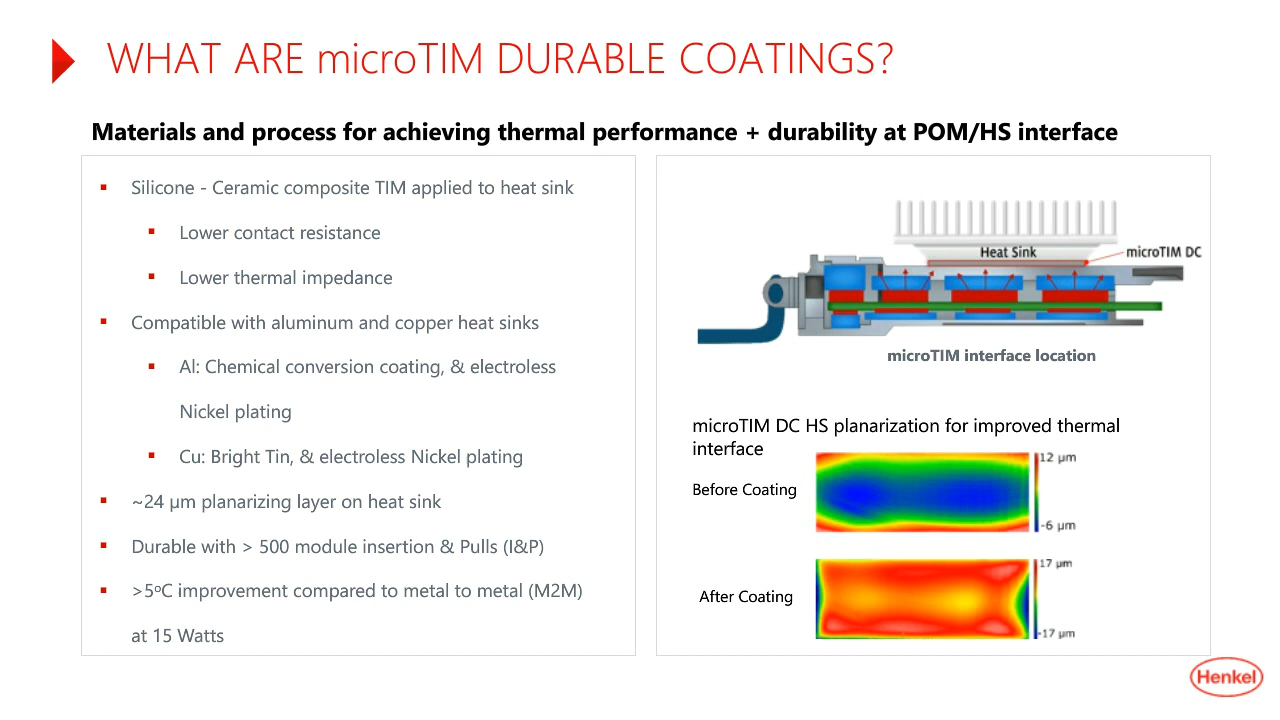 WHAT ARE microTIM DURABLE COATINGS?
Materials and process for achieving thermal performance + durability at POM/HS interface
▪ Silicone - Ceramic composite TIM applied to heat sink
▪ Lower contact resistance
▪ Lower thermal impedance
▪ Compatible with aluminum and copper heat sinks
▪ Al: Chemical conversion coating, & electroless
Nickel plating
▪ Cu: Bright Tin, & electroless Nickel plating
▪ ~24 µm planarizing layer on heat sink
▪ Durable with > 500 module insertion & Pulls (I&P)
▪ >5ºC improvement compared to metal to metal (M2M)
at 15 Watts
Heat Sink
microTIM DC
microTIM interface location
microTIM DC HS planarization for improved thermal
interface
12 µm
Before Coating
-6 µm
17 µm
After Coating
-17 µm
Henkel